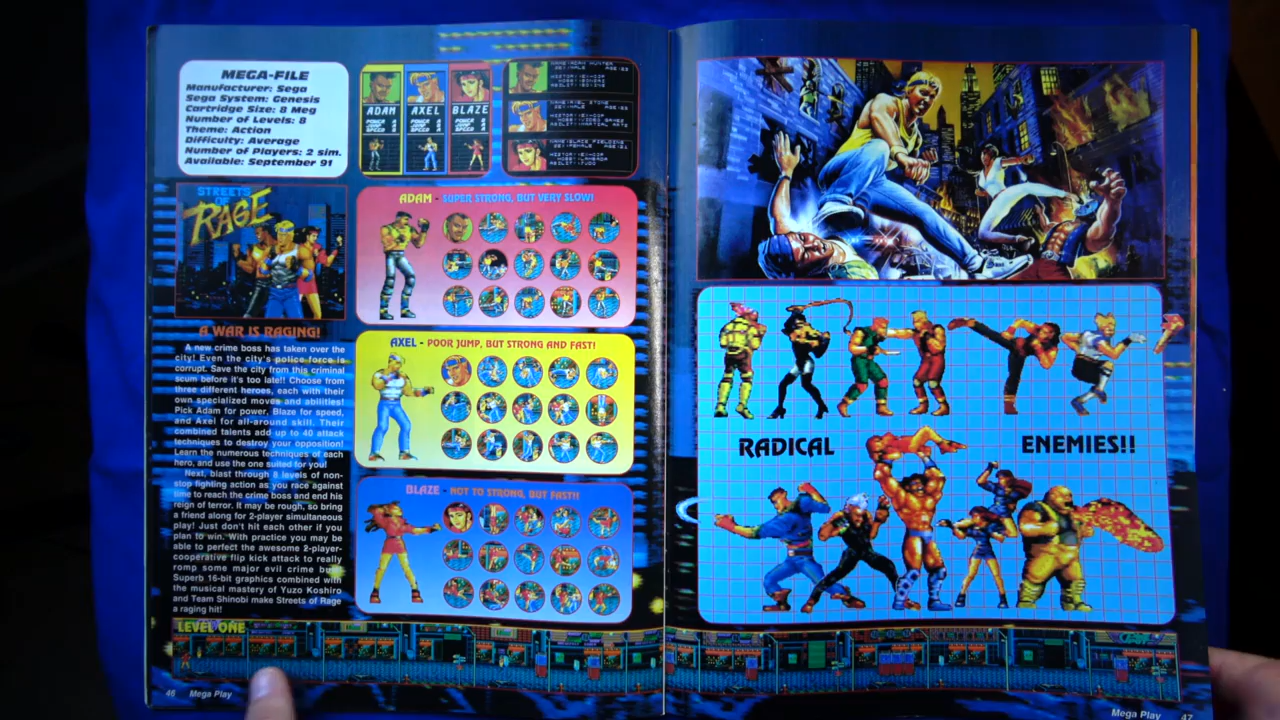 MEGA-FILE
Manufacturer: Sega
Sega System: Genesis
Cartridge Size: 8 Meg
Number of Levels: 8
Theme: Action
Difficulty: Average
Number of Players: 2 sim.
Available: September 91
ADAM AXEL BLAZE
POWER
JUMP
SPEED
POWER
JUMP
SPEED
POWER
JUMP
SPEED
STREETS
OF
RAGE
A WAR IS RAGING!
A new crime boss has taken over the
city! Even the city's police force is
corrupt. Save the city from this criminal
scum before it's too late!! Choose from
three different heroes, each with their
own specialized moves and abilities!
Pick Adam for power, Blaze for speed,
and Axel for all-around skill. Their
combined talents add up to 40 attack
techniques to destroy your opposition!
Learn the numerous techniques of each
hero, and use the one suited for you!
Next, blast through 8 levels of non-
stop fighting action as you race against
time to reach the crime boss and end his
reign of terror. It may be rough, so bring
a friend along for 2-player simultaneous
play! Just don't hit each other if you
plan to win. With practice you may be
able to perfect the awesome 2-player-
cooperative flip kick attack to really
romp some major evil crime butt!
Superb 16-bit graphics combined with
the musical mastery of Yuzo Koshiro
and Team Shinobi make Streets of Rage
a raging hit!
ADAM - SUPER STRONG, BUT VERY SLOW!
AXEL - POOR JUMP, BUT STRONG AND FAST!
BLAZE - NOT TO STRONG, BUT FAST!!
RADICAL ENEMIES!!
LEVEL ONE
46 Mega Play
Mega Play 47